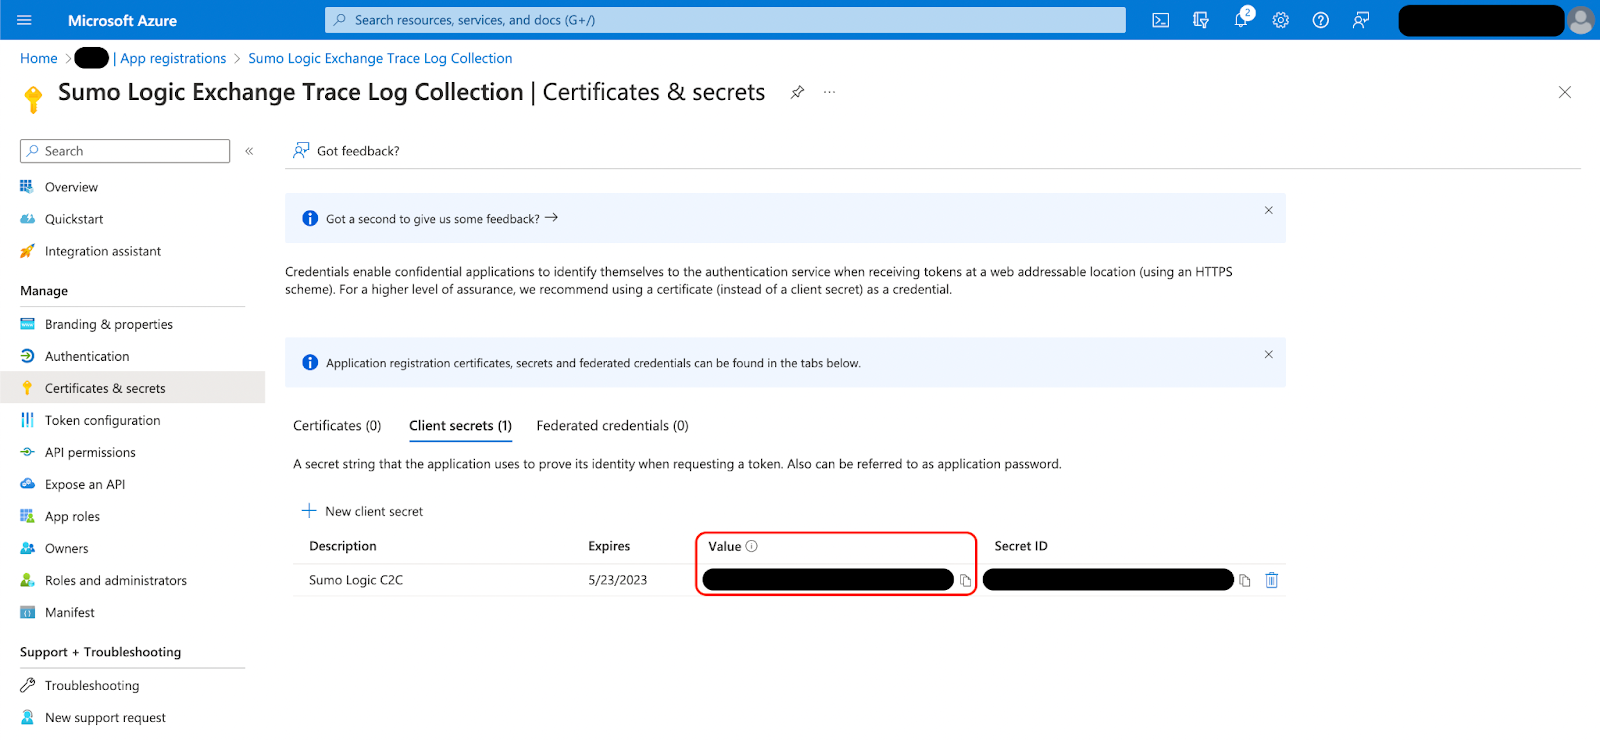 Microsoft Azure
Search resources, services, and docs (G+/)
2
Home > | App registrations > Sumo Logic Exchange Trace Log Collection
Sumo Logic Exchange Trace Log Collection | Certificates & secrets
Search
«
Got feedback?
Overview
Quickstart
Integration assistant
Got a second to give us some feedback? →
Credentials enable confidential applications to identify themselves to the authentication service when receiving tokens at a web addressable location (using an HTTPS
scheme). For a higher level of assurance, we recommend using a certificate (instead of a client secret) as a credential.
Manage
Branding & properties
Authentication
Certificates & secrets
Token configuration
API permissions
Expose an API
App roles
Owners
Roles and administrators
Manifest
Support + Troubleshooting
Troubleshooting
New support request
Application registration certificates, secrets and federated credentials can be found in the tabs below.
Certificates (0) Client secrets (1) Federated credentials (0)
A secret string that the application uses to prove its identity when requesting a token. Also can be referred to as application password.
New client secret
Description Expires Value Secret ID
Sumo Logic C2C 5/23/2023